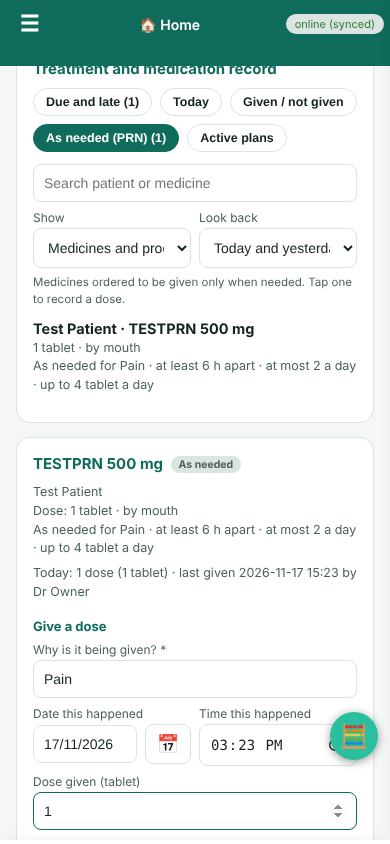 Home
online (synced)
Treatment and medication record
Due and late (1)
Today
Given / not given
As needed (PRN) (1)
Active plans
Search patient or medicine
Show
Look back
Medicines and
Today and
Medicines ordered to be given only when needed. Tap one
to record a dose.
Test Patient · TESTPRN 500 mg
1 tablet · by mouth
As needed for Pain · at least 6 h apart · at most 2 a day
· up to 4 tablet a day
TESTPRN 500 mg
As needed
Test Patient
Dose: 1 tablet · by mouth
As needed for Pain · at least 6 h apart · at most 2 a day
· up to 4 tablet a day
Today: 1 dose (1 tablet) · last given 2026-11-17 15:23 by
Dr Owner
Give a dose
Why is it being given? *
Pain
Date this happened
Time this happened
17/11/2026
03:23 PM
Dose given (tablet)
1